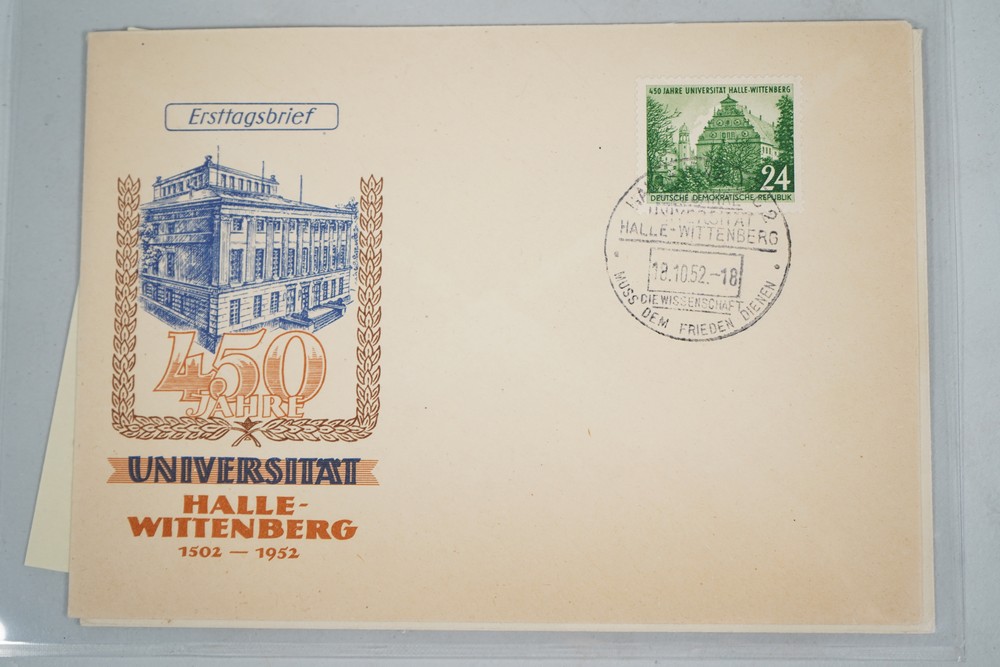 Ersttagsbrief
450
JAHRE
UNIVERSITÄT
HALLE-
WITTENBERG
1502 — 1952
450 JAHRE UNIVERSITÄT HALLE-WITTENBERG
24
DEUTSCHE DEMOKRATISCHE REPUBLIK
UNIVERSITÄT
HALLE-WITTENBERG
18.10.52.-18
DIE WISSENSCHAFT
MUSS DEM FRIEDEN DIENEN